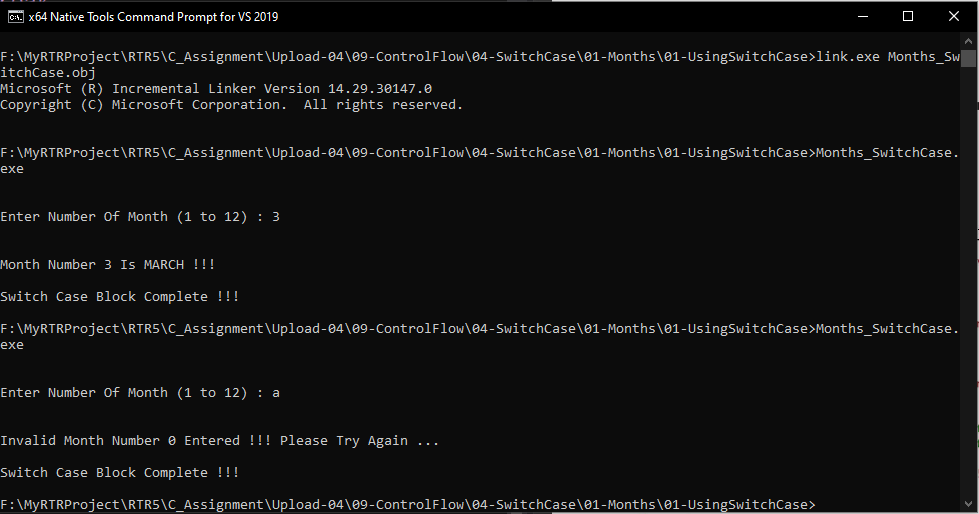 x64 Native Tools Command Prompt for VS 2019
F:\MyRTRProject\RTR5\C_Assignment\Upload-04\09-ControlFlow\04-SwitchCase\01-Months\01-UsingSwitchCase>link.exe Months_Sw
itchCase.obj
Microsoft (R) Incremental Linker Version 14.29.30147.0
Copyright (C) Microsoft Corporation.  All rights reserved.
F:\MyRTRProject\RTR5\C_Assignment\Upload-04\09-ControlFlow\04-SwitchCase\01-Months\01-UsingSwitchCase>Months_SwitchCase.
exe
Enter Number Of Month (1 to 12) : 3
Month Number 3 Is MARCH !!!
Switch Case Block Complete !!!
F:\MyRTRProject\RTR5\C_Assignment\Upload-04\09-ControlFlow\04-SwitchCase\01-Months\01-UsingSwitchCase>Months_SwitchCase.
exe
Enter Number Of Month (1 to 12) : a
Invalid Month Number 0 Entered !!! Please Try Again ...
Switch Case Block Complete !!!
F:\MyRTRProject\RTR5\C_Assignment\Upload-04\09-ControlFlow\04-SwitchCase\01-Months\01-UsingSwitchCase>